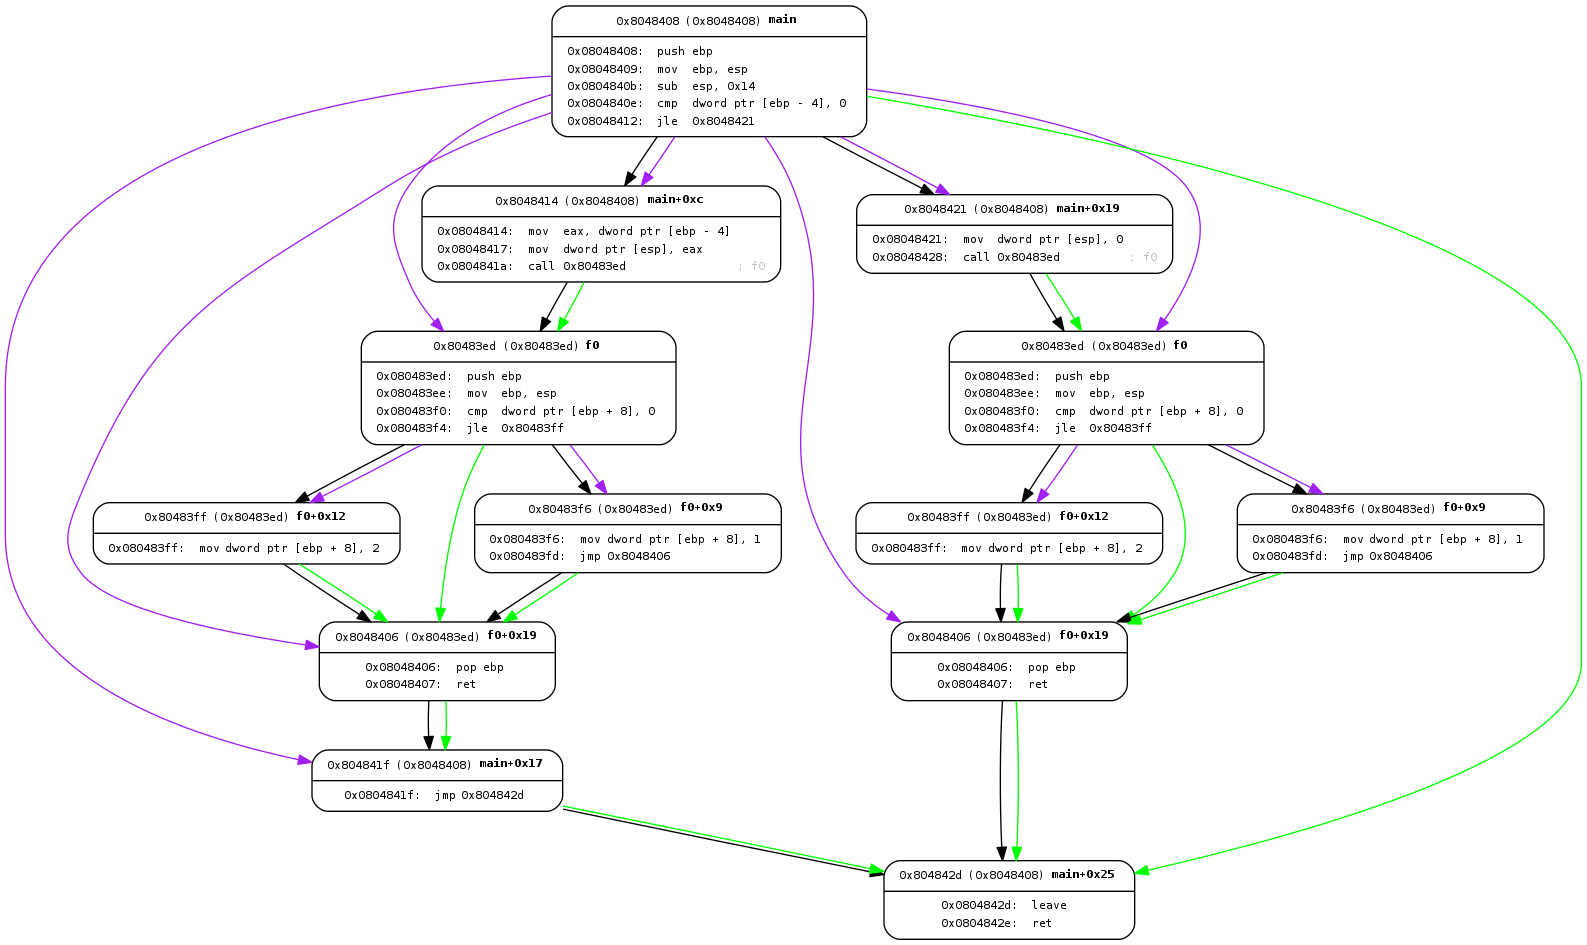 0x8048408 (0x8048408) main
0x08048408: push ebp
0x08048409: mov ebp, esp
0x0804840b: sub esp, 0x14
0x0804840e: cmp dword ptr [ebp - 4], 0
0x08048412: jle 0x8048421
0x8048414 (0x8048408) main+0xc
0x08048414: mov eax, dword ptr [ebp - 4]
0x08048417: mov dword ptr [esp], eax
0x0804841a: call 0x80483ed ; f0
0x8048421 (0x8048408) main+0x19
0x08048421: mov dword ptr [esp], 0
0x08048428: call 0x80483ed ; f0
0x80483ed (0x80483ed) f0
0x080483ed: push ebp
0x080483ee: mov ebp, esp
0x080483f0: cmp dword ptr [ebp + 8], 0
0x080483f4: jle 0x80483ff
0x80483ed (0x80483ed) f0
0x080483ed: push ebp
0x080483ee: mov ebp, esp
0x080483f0: cmp dword ptr [ebp + 8], 0
0x080483f4: jle 0x80483ff
0x80483ff (0x80483ed) f0+0x12
0x080483ff: mov dword ptr [ebp + 8], 2
0x80483f6 (0x80483ed) f0+0x9
0x080483f6: mov dword ptr [ebp + 8], 1
0x080483fd: jmp 0x8048406
0x80483ff (0x80483ed) f0+0x12
0x080483ff: mov dword ptr [ebp + 8], 2
0x80483f6 (0x80483ed) f0+0x9
0x080483f6: mov dword ptr [ebp + 8], 1
0x080483fd: jmp 0x8048406
0x8048406 (0x80483ed) f0+0x19
0x08048406: pop ebp
0x08048407: ret
0x8048406 (0x80483ed) f0+0x19
0x08048406: pop ebp
0x08048407: ret
0x804841f (0x8048408) main+0x17
0x0804841f: jmp 0x804842d
0x804842d (0x8048408) main+0x25
0x0804842d: leave
0x0804842e: ret